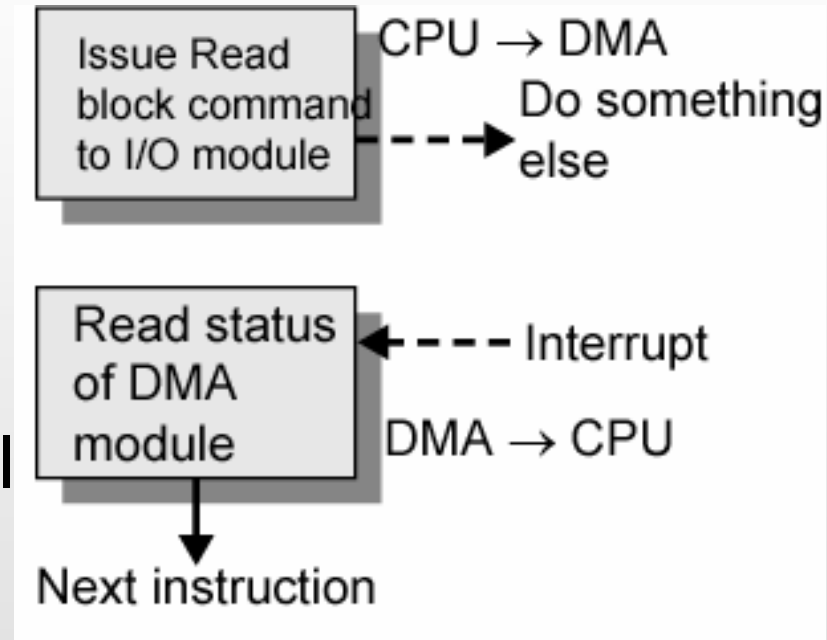 Issue Read
block command
to I/O module
CPU → DMA
Do something
else
Read status
of DMA
module
Interrupt
DMA → CPU
Next instruction